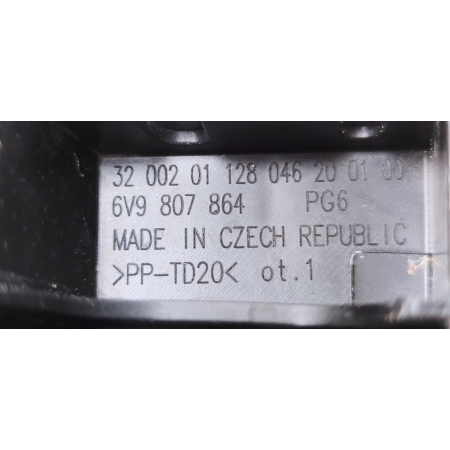 32 002 01 128 046 20 01 00
6V9 807 864 PG6
MADE IN CZECH REPUBLIC
>PP-TD20< ot.1